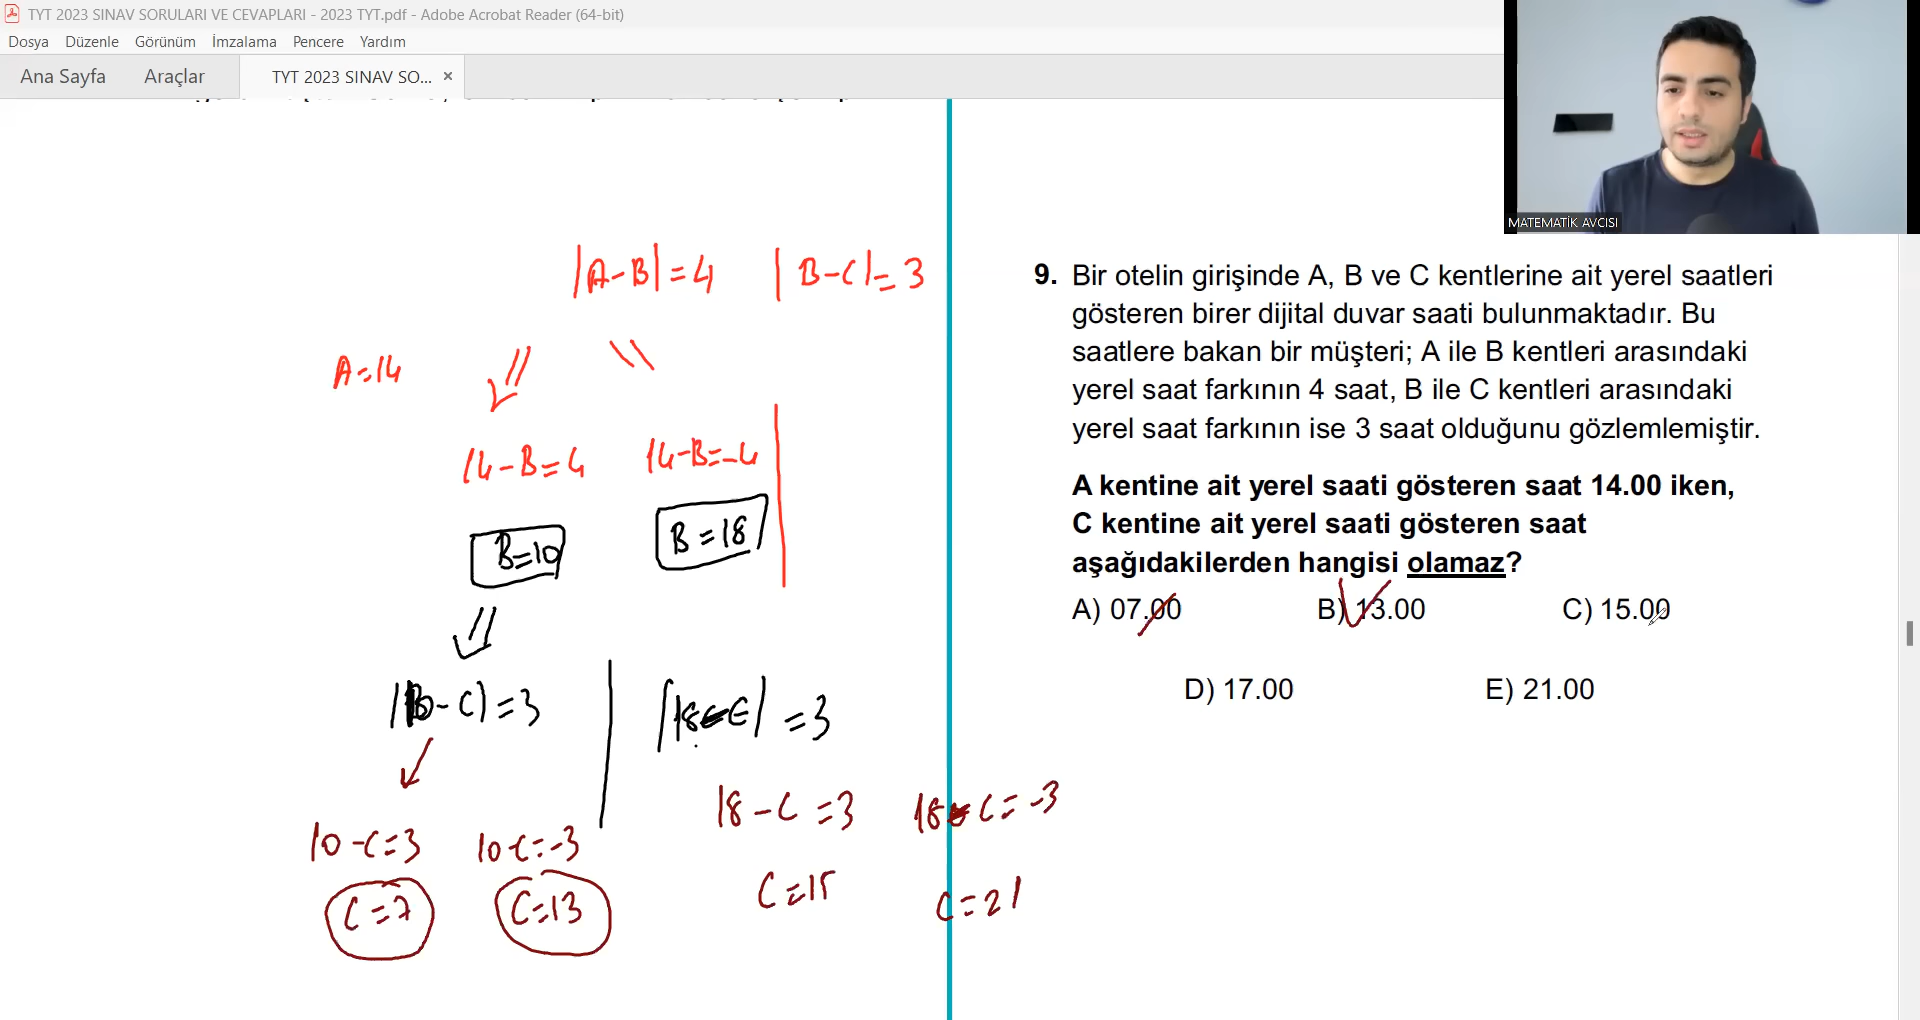 TYT 2023 SINAV SORULARI VE CEVAPLARI - 2023 TYT.pdf - Adobe Acrobat Reader (64-bit)
Dosya Düzenle Görünüm İmzalama Pencere Yardım
Ana Sayfa Araçlar TYT 2023 SINAV SO... ×
MATEMATİK AVCISI
|A-B|=4 |B-C|=3
A=14
14-B=4 14-B=-4
B=10 B=18
|10-C|=3 |18-C|=3
10-C=3 10-C=-3 18-C=3 18-C=-3
C=7 C=13 C=15 C=21
9. Bir otelin girişinde A, B ve C kentlerine ait yerel saatleri
gösteren birer dijital duvar saati bulunmaktadır. Bu
saatlere bakan bir müşteri; A ile B kentleri arasındaki
yerel saat farkının 4 saat, B ile C kentleri arasındaki
yerel saat farkının ise 3 saat olduğunu gözlemlemiştir.
A kentine ait yerel saati gösteren saat 14.00 iken,
C kentine ait yerel saati gösteren saat
aşağıdakilerden hangisi olamaz?
A) 07.00 B) 13.00 C) 15.00
D) 17.00 E) 21.00